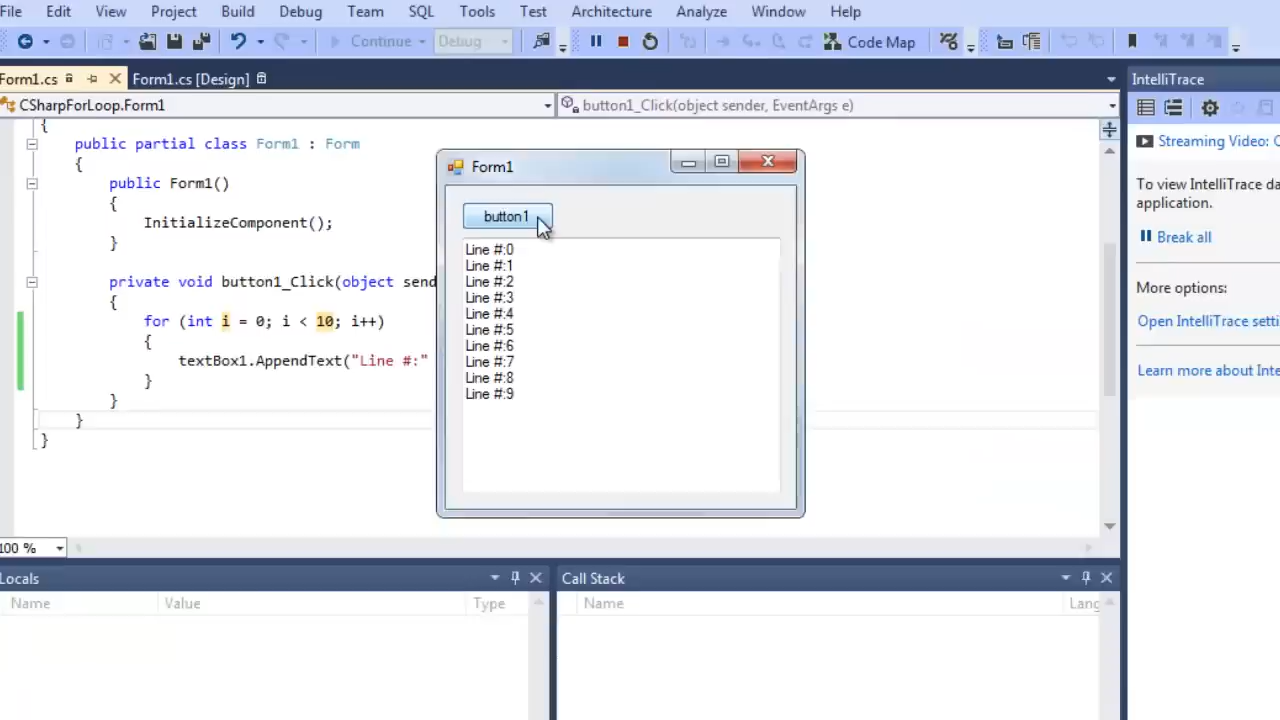 File Edit View Project Build Debug Team SQL Tools Test Architecture Analyze Window Help
Continue Debug Code Map
Form1.cs Form1.cs [Design] IntelliTrace
CSharpForLoop.Form1 button1_Click(object sender, EventArgs e)
{
public partial class Form1 : Form
{
public Form1()
{
InitializeComponent();
}
private void button1_Click(object send
{
for (int i = 0; i < 10; i++)
{
textBox1.AppendText("Line #:"
}
}
}
}
Form1
button1
Line #:0
Line #:1
Line #:2
Line #:3
Line #:4
Line #:5
Line #:6
Line #:7
Line #:8
Line #:9
Streaming Video:
To view IntelliTrace da
application.
Break all
More options:
Open IntelliTrace setti
Learn more about Inte
100 %
Locals
Name Value Type
Call Stack
Name Lang